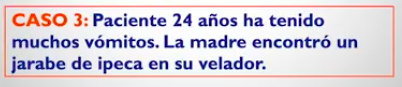 CASO 3: Paciente 24 años ha tenido
muchos vómitos. La madre encontró un
jarabe de ipeca en su velador.